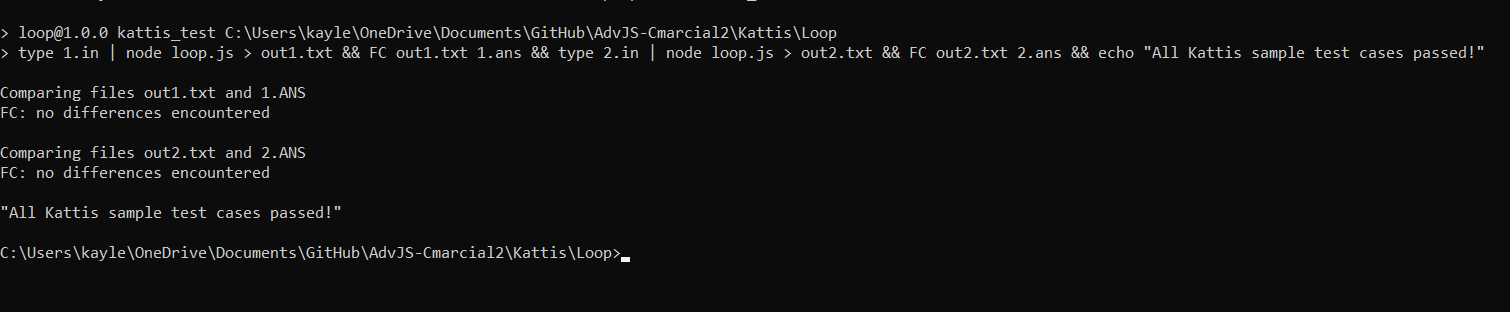 > loop@1.0.0 kattis_test C:\Users\kayle\OneDrive\Documents\GitHub\AdvJS-Cmarcial2\Kattis\Loop
> type 1.in | node loop.js > out1.txt && FC out1.txt 1.ans && type 2.in | node loop.js > out2.txt && FC out2.txt 2.ans && echo "All Kattis sample test cases passed!"
Comparing files out1.txt and 1.ANS
FC: no differences encountered
Comparing files out2.txt and 2.ANS
FC: no differences encountered
"All Kattis sample test cases passed!"
C:\Users\kayle\OneDrive\Documents\GitHub\AdvJS-Cmarcial2\Kattis\Loop>